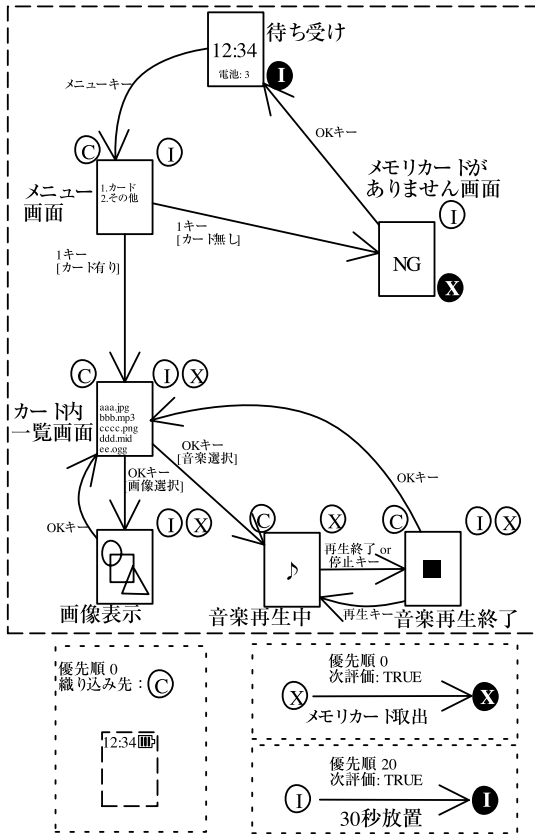 待ち受け
12:34
電池: 3
I
メニューキー
OKキー
C
I
メニュー
画面
1.カード
2.その他
メモリカードが
ありません画面
I
1キー
[カード無し]
NG
X
1キー
[カード有り]
C
I
X
カード内
一覧画面
aaa.jpg
bbb.mp3
cccc.png
ddd.mid
ee.ogg
OKキー
[音楽選択]
OKキー
画像選択]
OKキー
OKキー
I
X
C
X
C
I
X
再生終了 or
停止キー
♪
再生キー
画像表示
音楽再生中
音楽再生終了
優先順 0
織り込み先 :
C
12:34
優先順 0
次評価: TRUE
X
X
メモリカード取出
優先順 20
次評価: TRUE
I
I
30秒放置